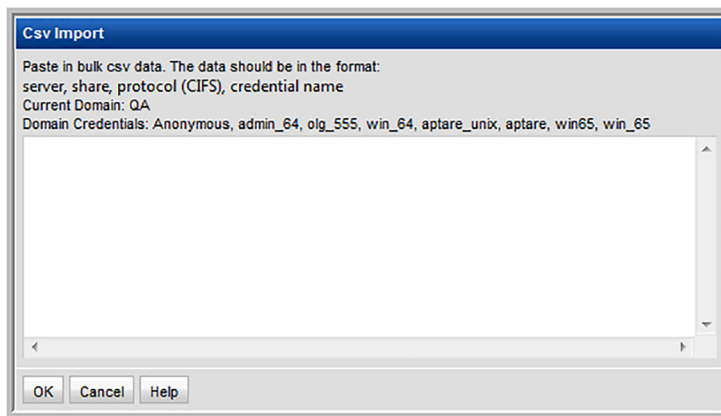 Csv Import
Paste in bulk csv data. The data should be in the format:
server, share, protocol (CIFS), credential name
Current Domain: QA
Domain Credentials: Anonymous, admin_64, olg_555, win_64, aptare_unix, aptare, win65, win_65
OK Cancel Help